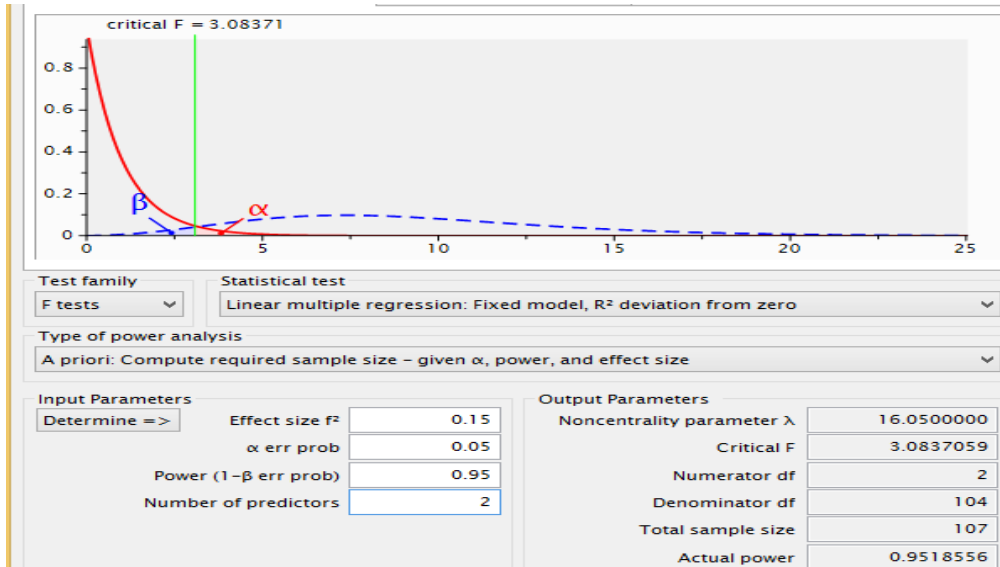 critical F = 3.08371
0.8
0.6
0.4
0.2
0
β
α
0 5 10 15 20 25
Test family
Statistical test
F tests
Linear multiple regression: Fixed model, R² deviation from zero
Type of power analysis
A priori: Compute required sample size – given α, power, and effect size
Input Parameters
Output Parameters
Determine =>
Effect size f² 0.15
Noncentrality parameter λ 16.0500000
α err prob 0.05
Critical F 3.0837059
Power (1-β err prob) 0.95
Numerator df 2
Number of predictors 2
Denominator df 104
Total sample size 107
Actual power 0.9518556